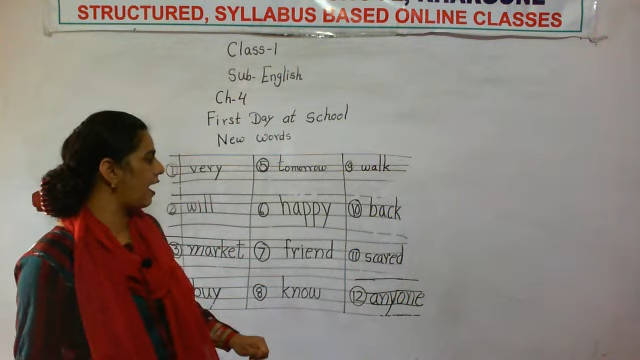 STRUCTURED, SYLLABUS BASED ONLINE CLASSES
Class-1
Sub- English
Ch-4
First Day at School
New words
① very ⑤ tomorrow ⑨ walk
② will ⑥ happy ⑩ back
③ market ⑦ friend ⑪ scared
buy ⑧ know ⑫ anyone